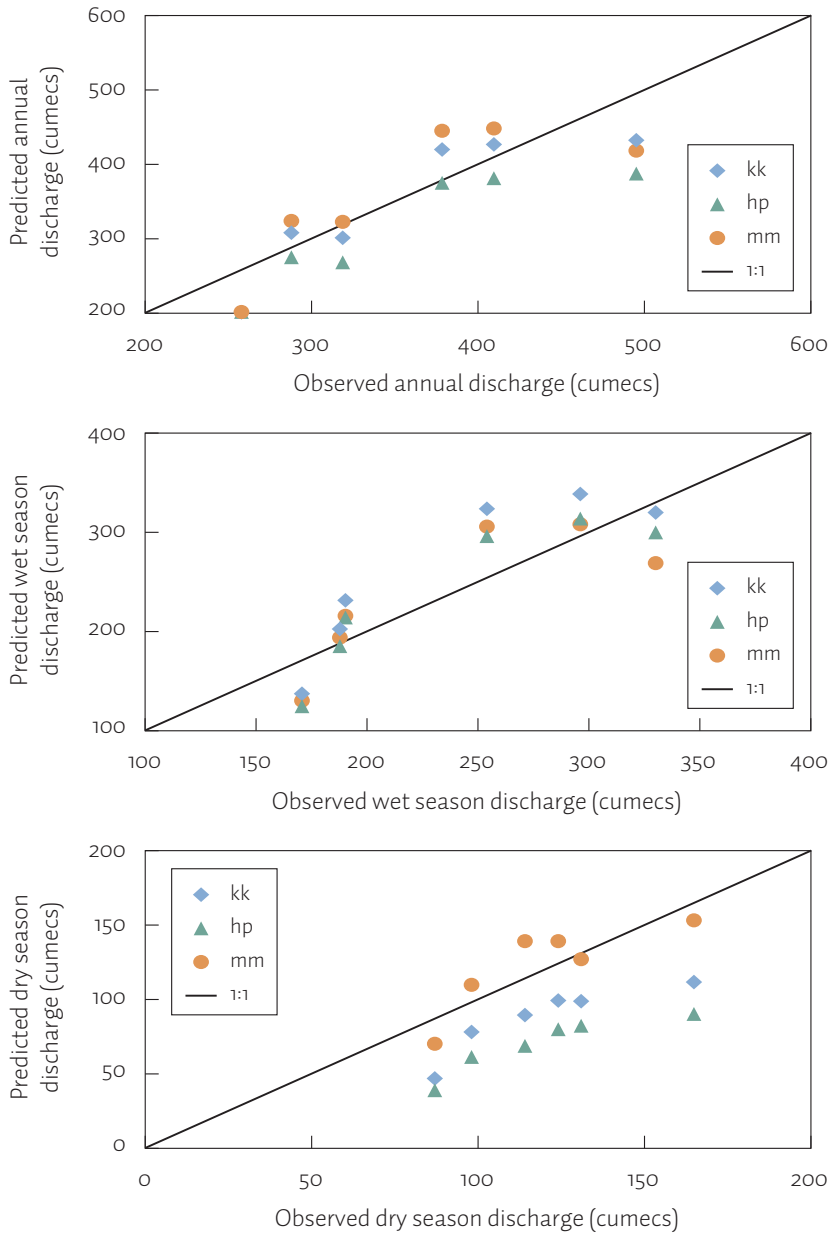 600
500
400
300
200
Predicted annual
discharge (cumecs)
kk
hp
mm
1:1
200 300 400 500 600
Observed annual discharge (cumecs)
400
300
200
100
Predicted wet season
discharge (cumecs)
kk
hp
mm
1:1
100 150 200 250 300 350 400
Observed wet season discharge (cumecs)
200
150
100
50
0
Predicted dry season
discharge (cumecs)
kk
hp
mm
1:1
0 50 100 150 200
Observed dry season discharge (cumecs)